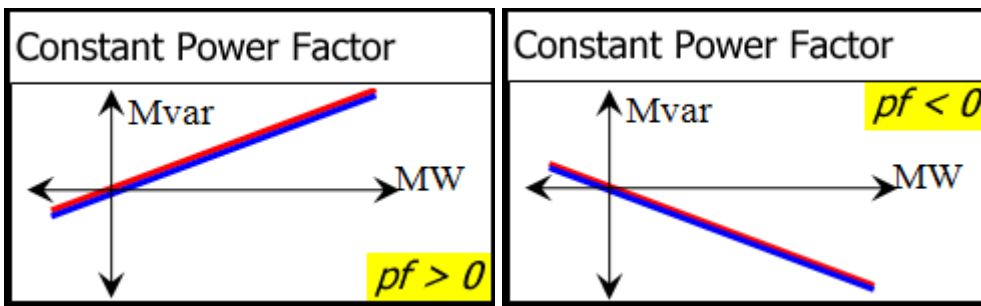 Constant Power Factor
Mvar
MW
pf > 0
Constant Power Factor
Mvar
pf < 0
MW